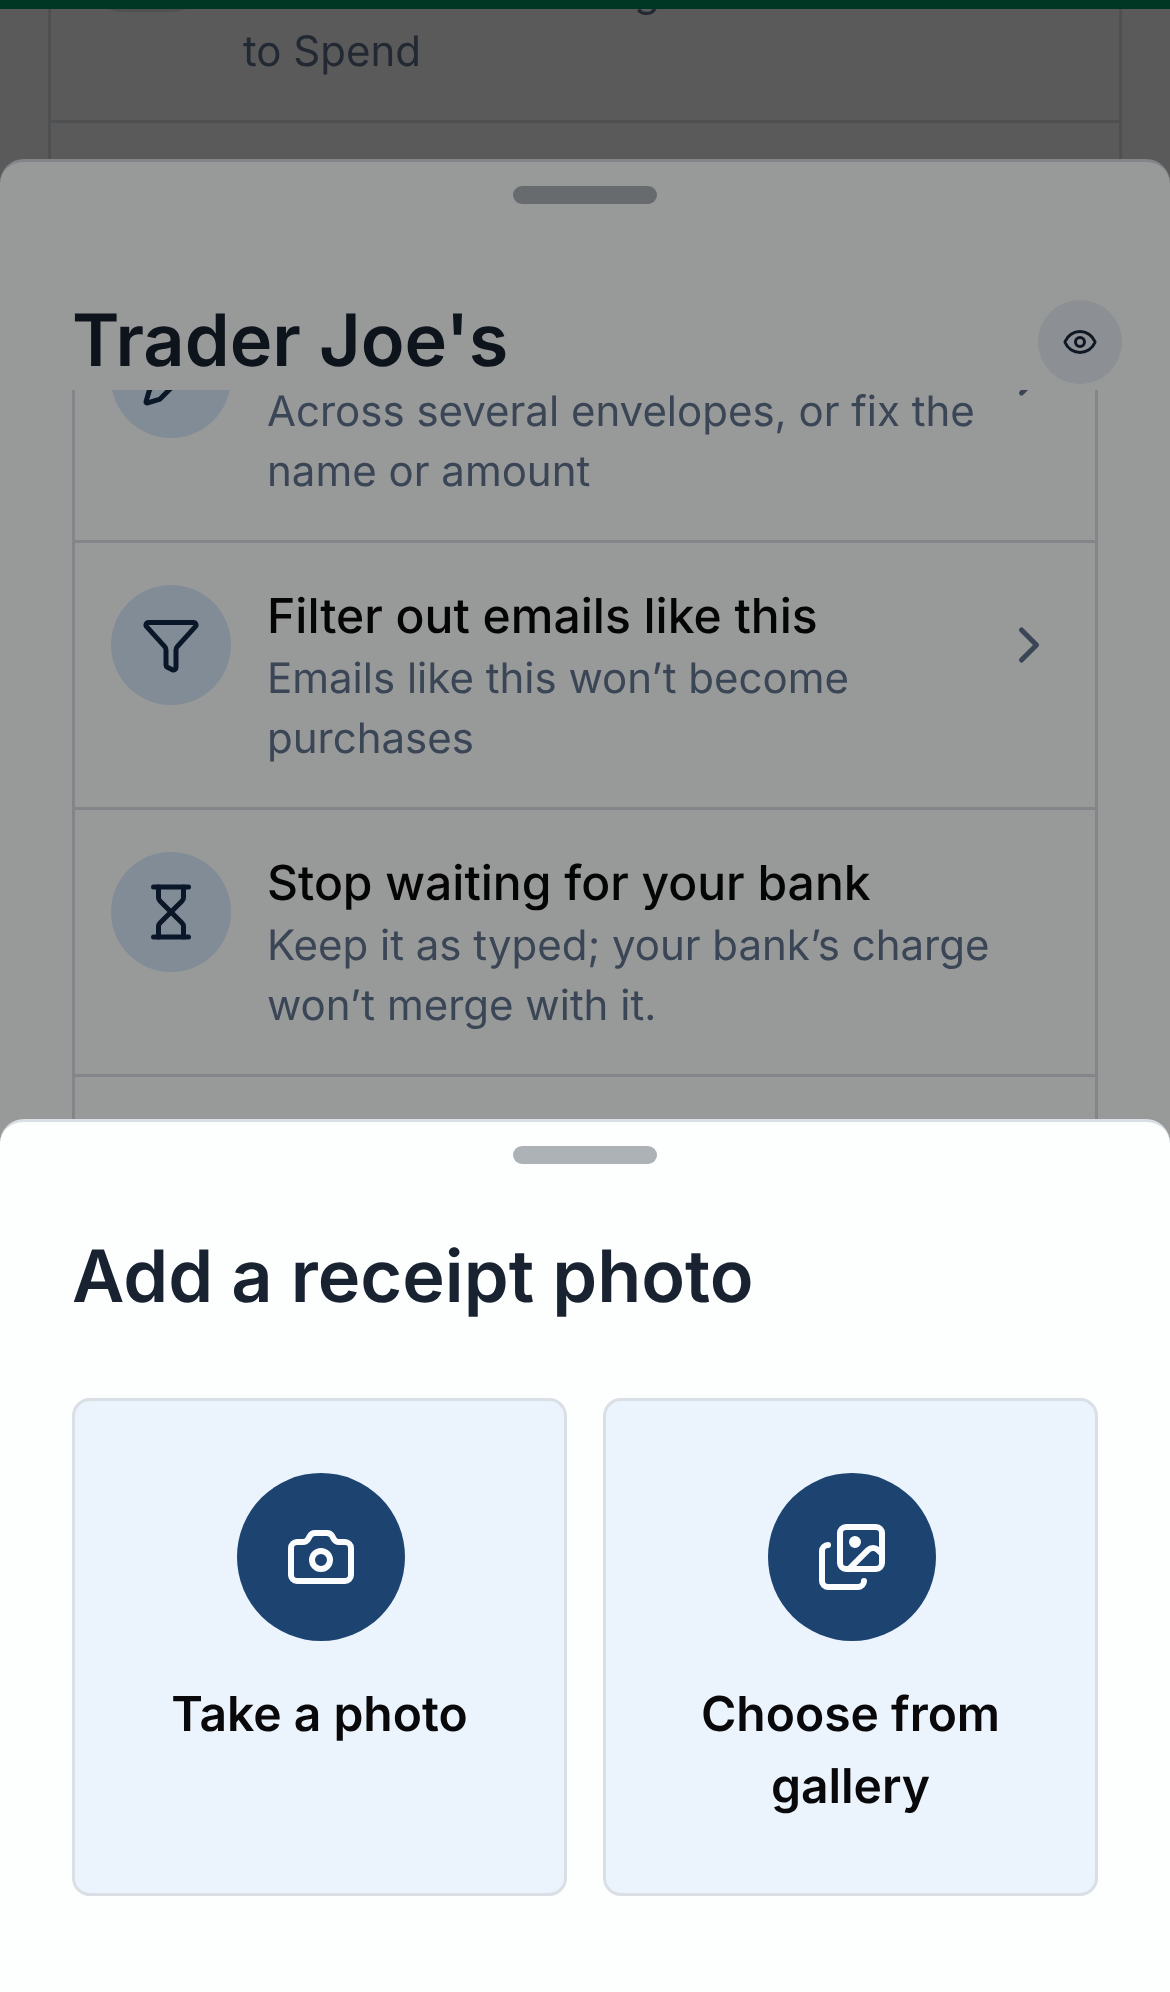 to Spend
Trader Joe's
Across several envelopes, or fix the
name or amount
Filter out emails like this
Emails like this won’t become
purchases
Stop waiting for your bank
Keep it as typed; your bank’s charge
won’t merge with it.
Add a receipt photo
Take a photo
Choose from
gallery